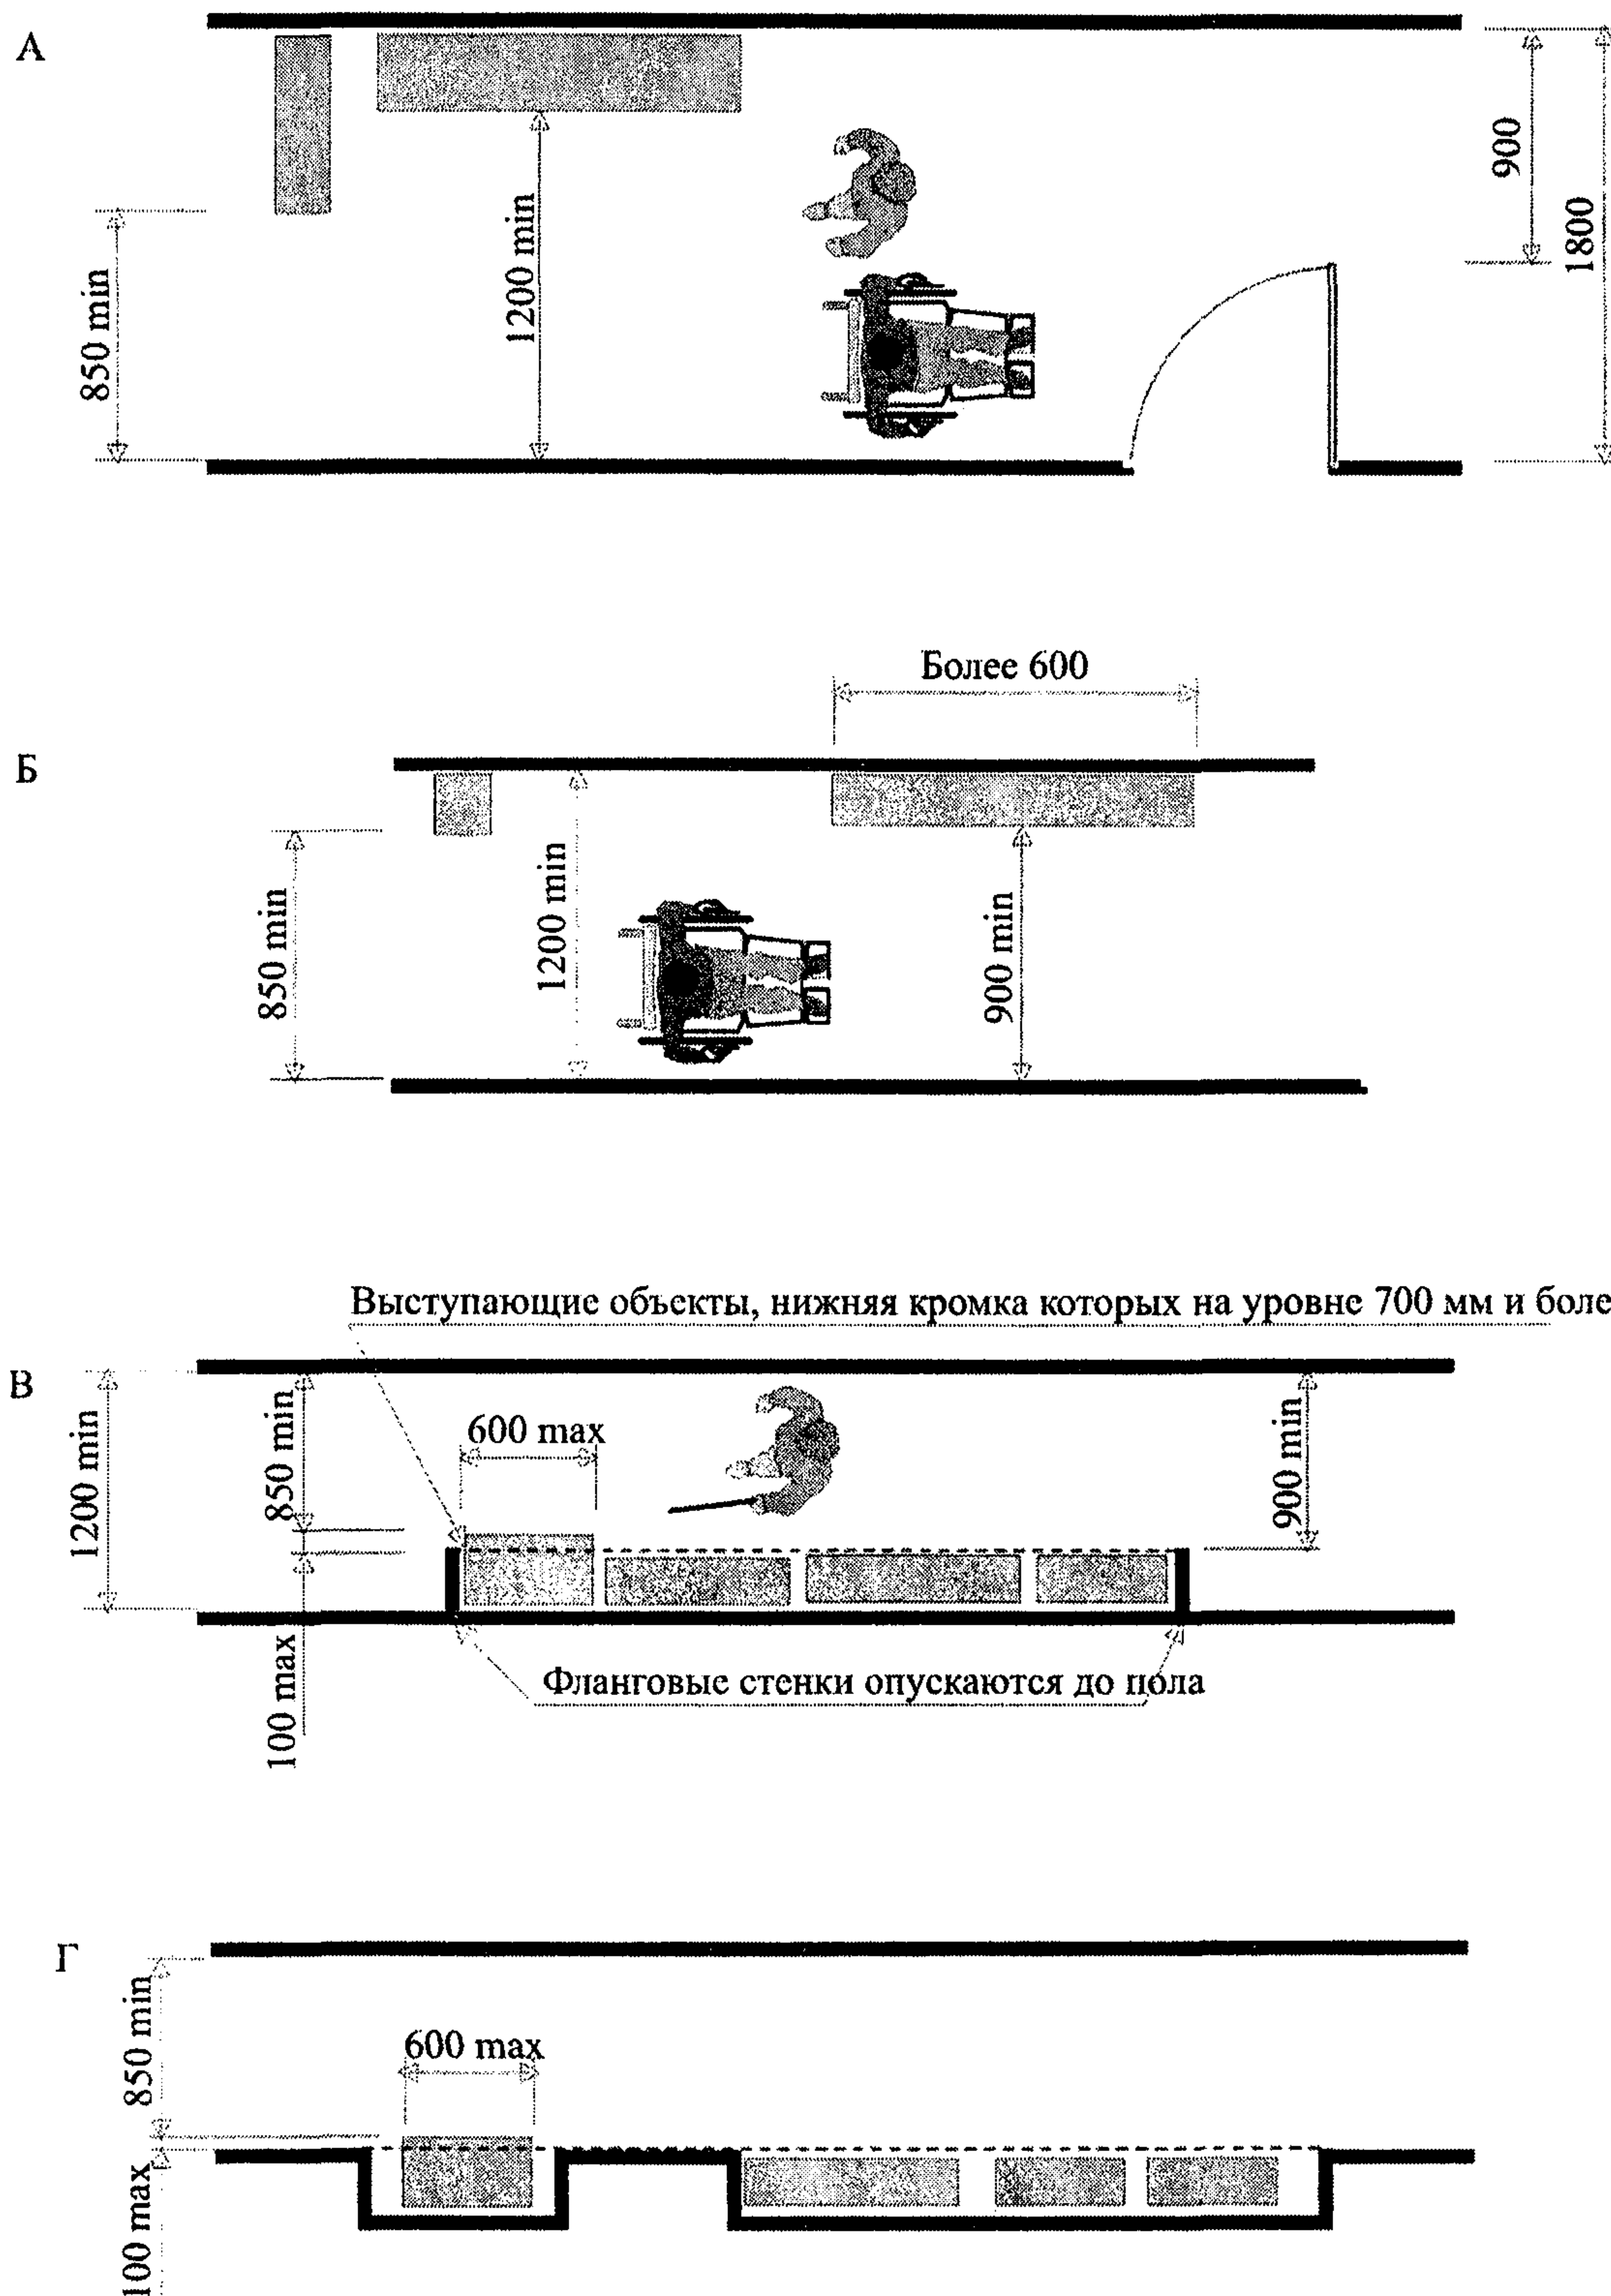 А
850 min
1200 min
900
1800
Б
Более 600
850 min
1200 min
900 min
Выступающие объекты, нижняя кромка которых на уровне 700 мм и боле
В
1200 min
850 min
600 max
900 min
100 max
Фланговые стенки опускаются до пола
Г
850 min
600 max
100 max